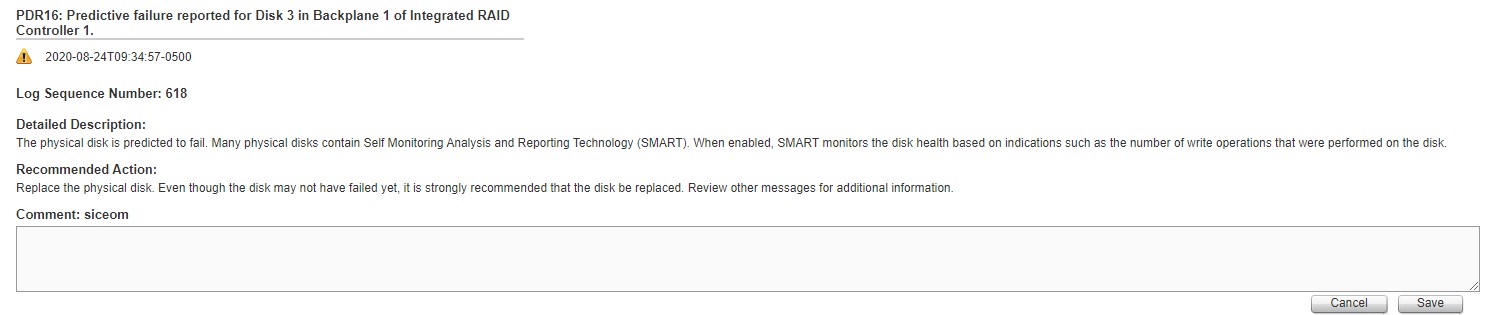 PDR16: Predictive failure reported for Disk 3 in Backplane 1 of Integrated RAID
Controller 1.
2020-08-24T09:34:57-0500
Log Sequence Number: 618
Detailed Description:
The physical disk is predicted to fail. Many physical disks contain Self Monitoring Analysis and Reporting Technology (SMART). When enabled, SMART monitors the disk health based on indications such as the number of write operations that were performed on the disk.
Recommended Action:
Replace the physical disk. Even though the disk may not have failed yet, it is strongly recommended that the disk be replaced. Review other messages for additional information.
Comment: siceom
Cancel Save